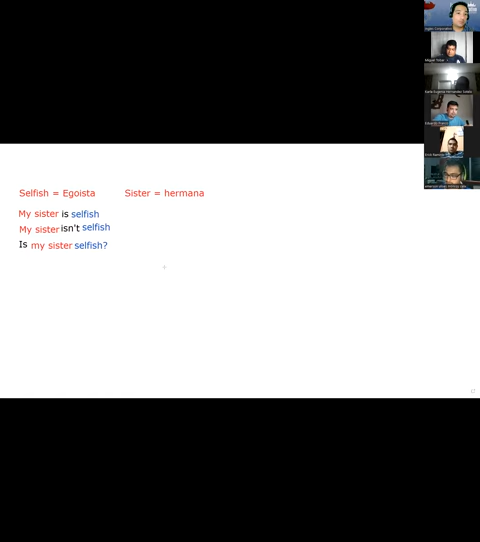 Selfish = Egoista Sister = hermana
My sister is selfish
My sister isn't selfish
Is my sister selfish?